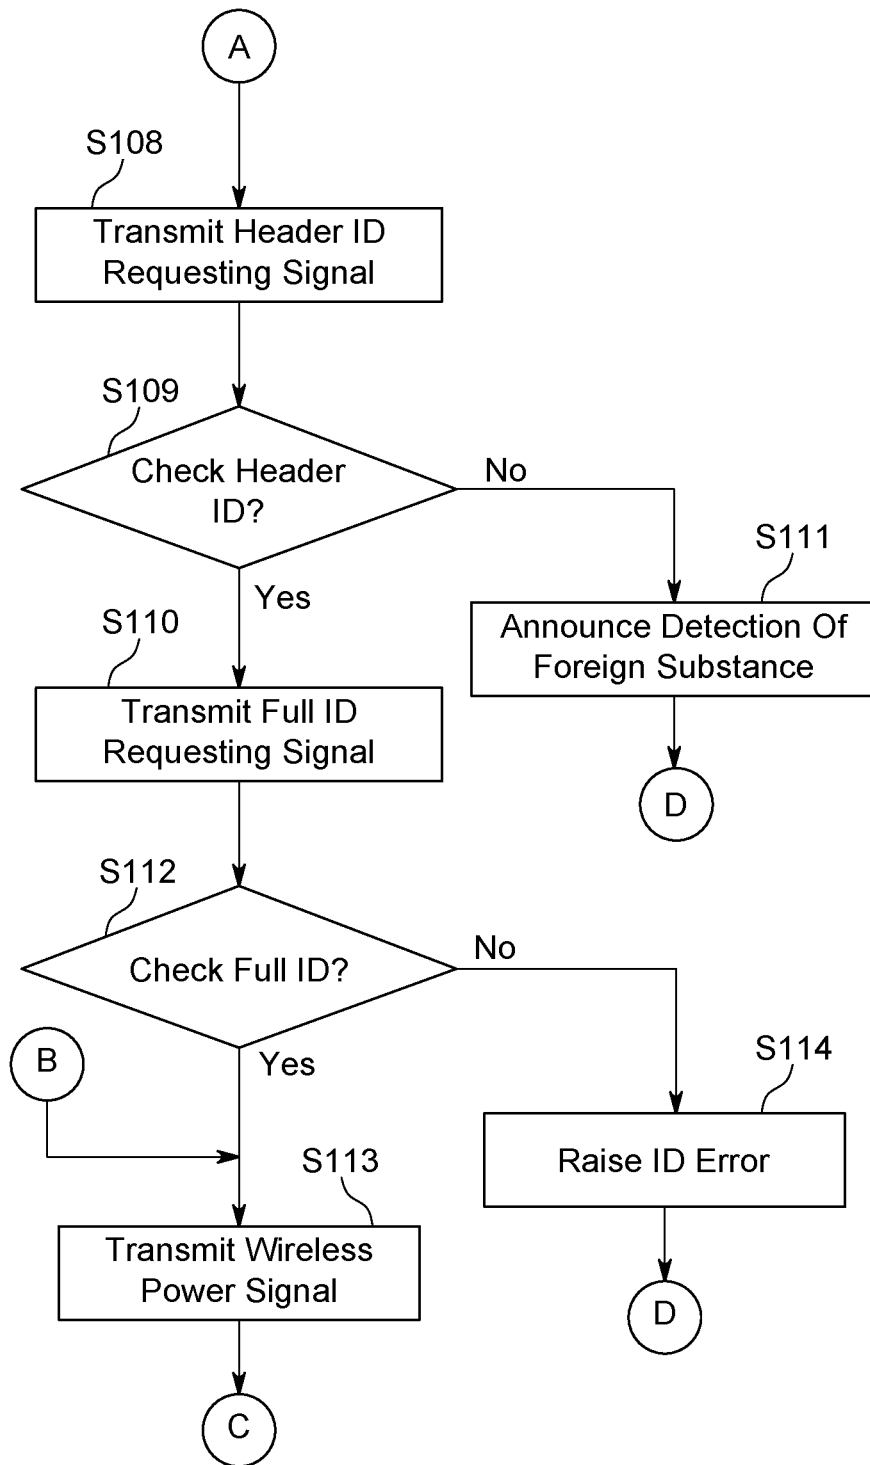 A
S108
Transmit Header ID
Requesting Signal
S109
Check Header
ID?
No
Yes
S111
Announce Detection Of
Foreign Substance
D
S110
Transmit Full ID
Requesting Signal
S112
Check Full ID?
No
Yes
B
S114
Raise ID Error
D
S113
Transmit Wireless
Power Signal
C